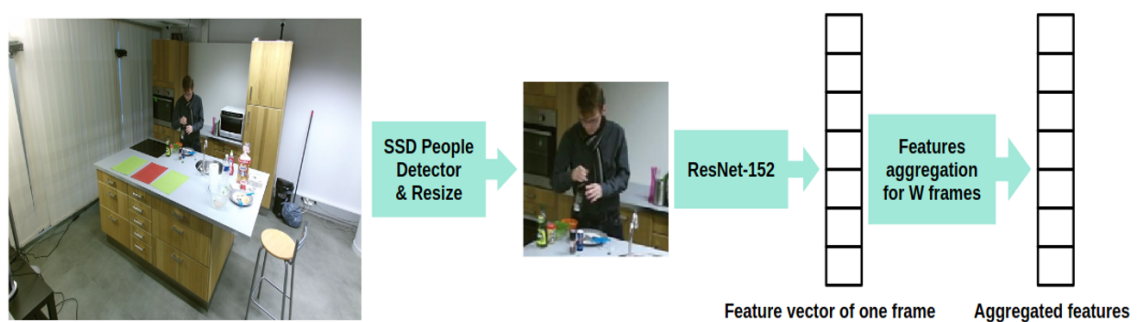 SSD People
Detector
& Resize
ResNet-152
Features
aggregation
for W frames
Feature vector of one frame
Aggregated features